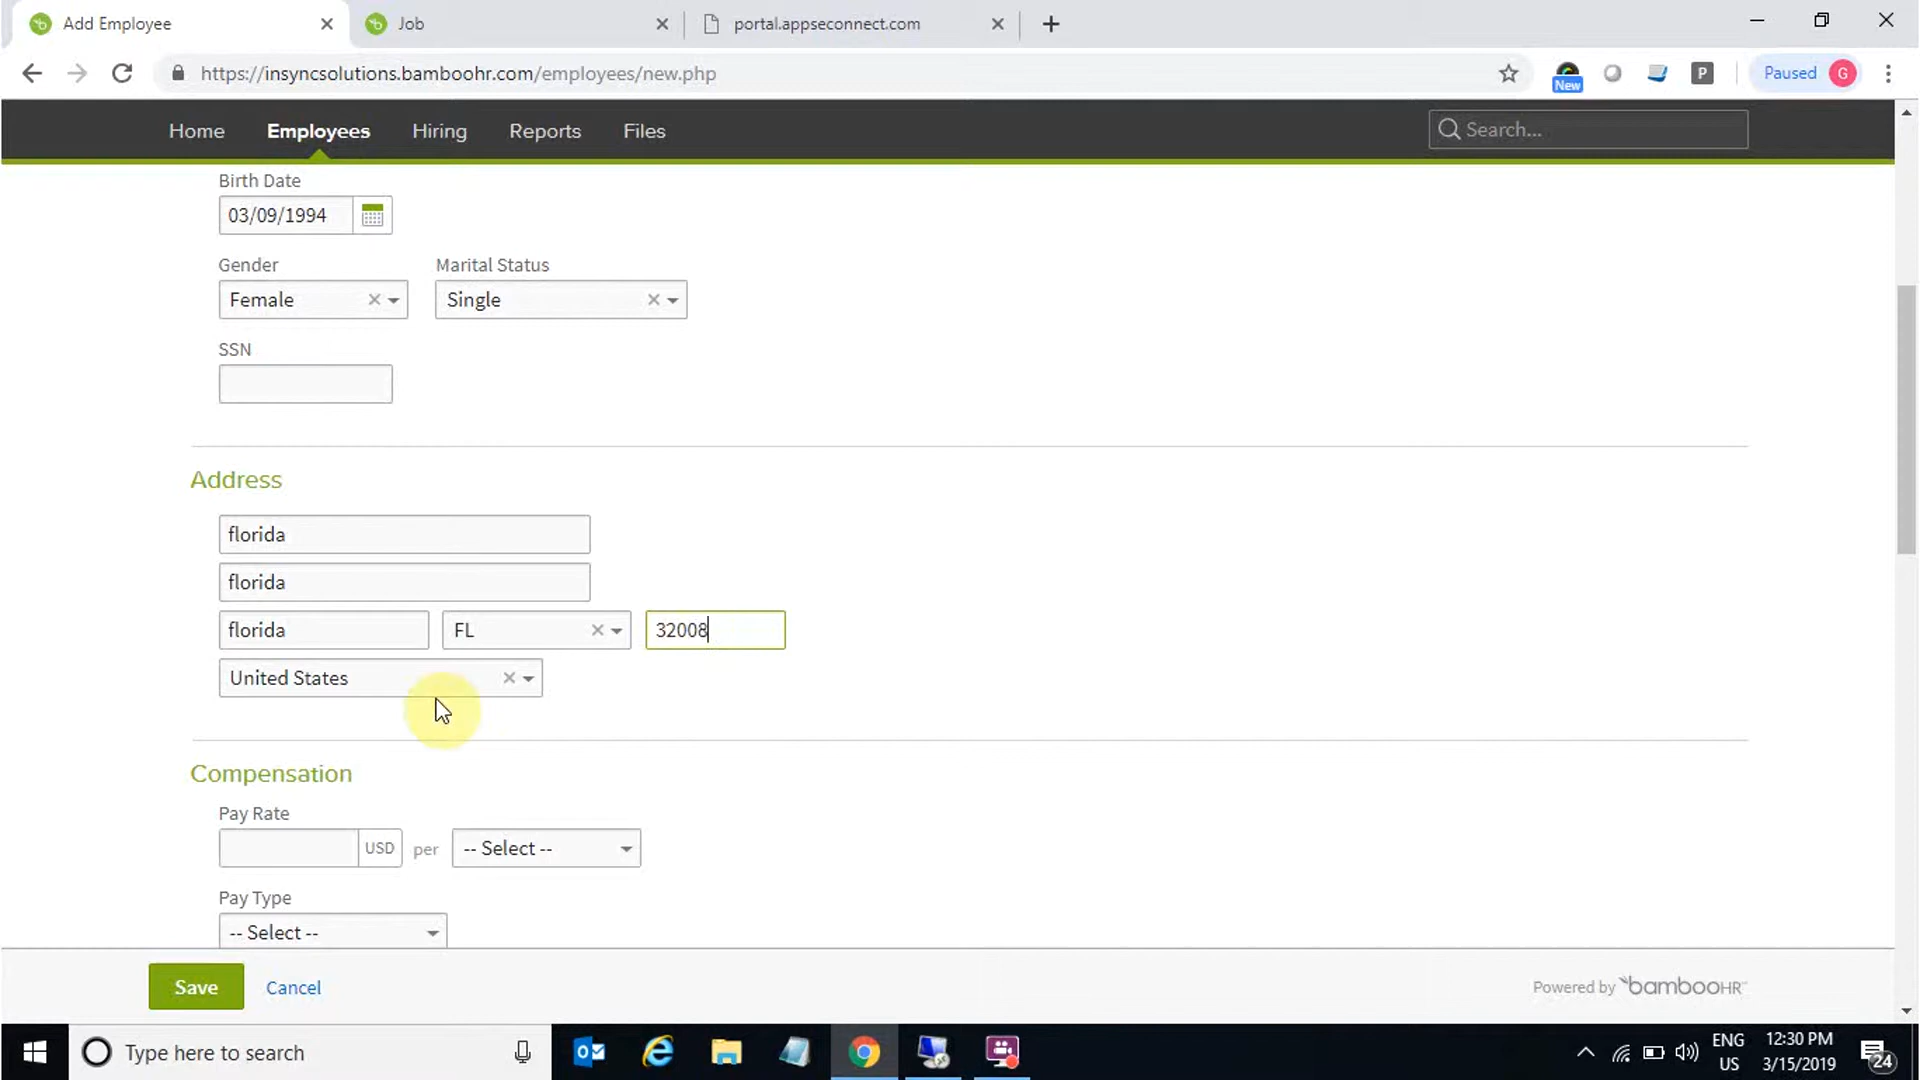 Add Employee
Job
portal.appseconnect.com
https://insyncsolutions.bamboohr.com/employees/new.php
New
P
Paused
G
Home
Employees
Hiring
Reports
Files
Search...
Birth Date
03/09/1994
Gender
Marital Status
Female
Single
SSN
Address
florida
florida
florida
FL
32008
United States
Compensation
Pay Rate
USD
per
-- Select --
Pay Type
-- Select --
Save
Cancel
Powered by bambooHR
Type here to search
ENG
US
12:30 PM
3/15/2019
24